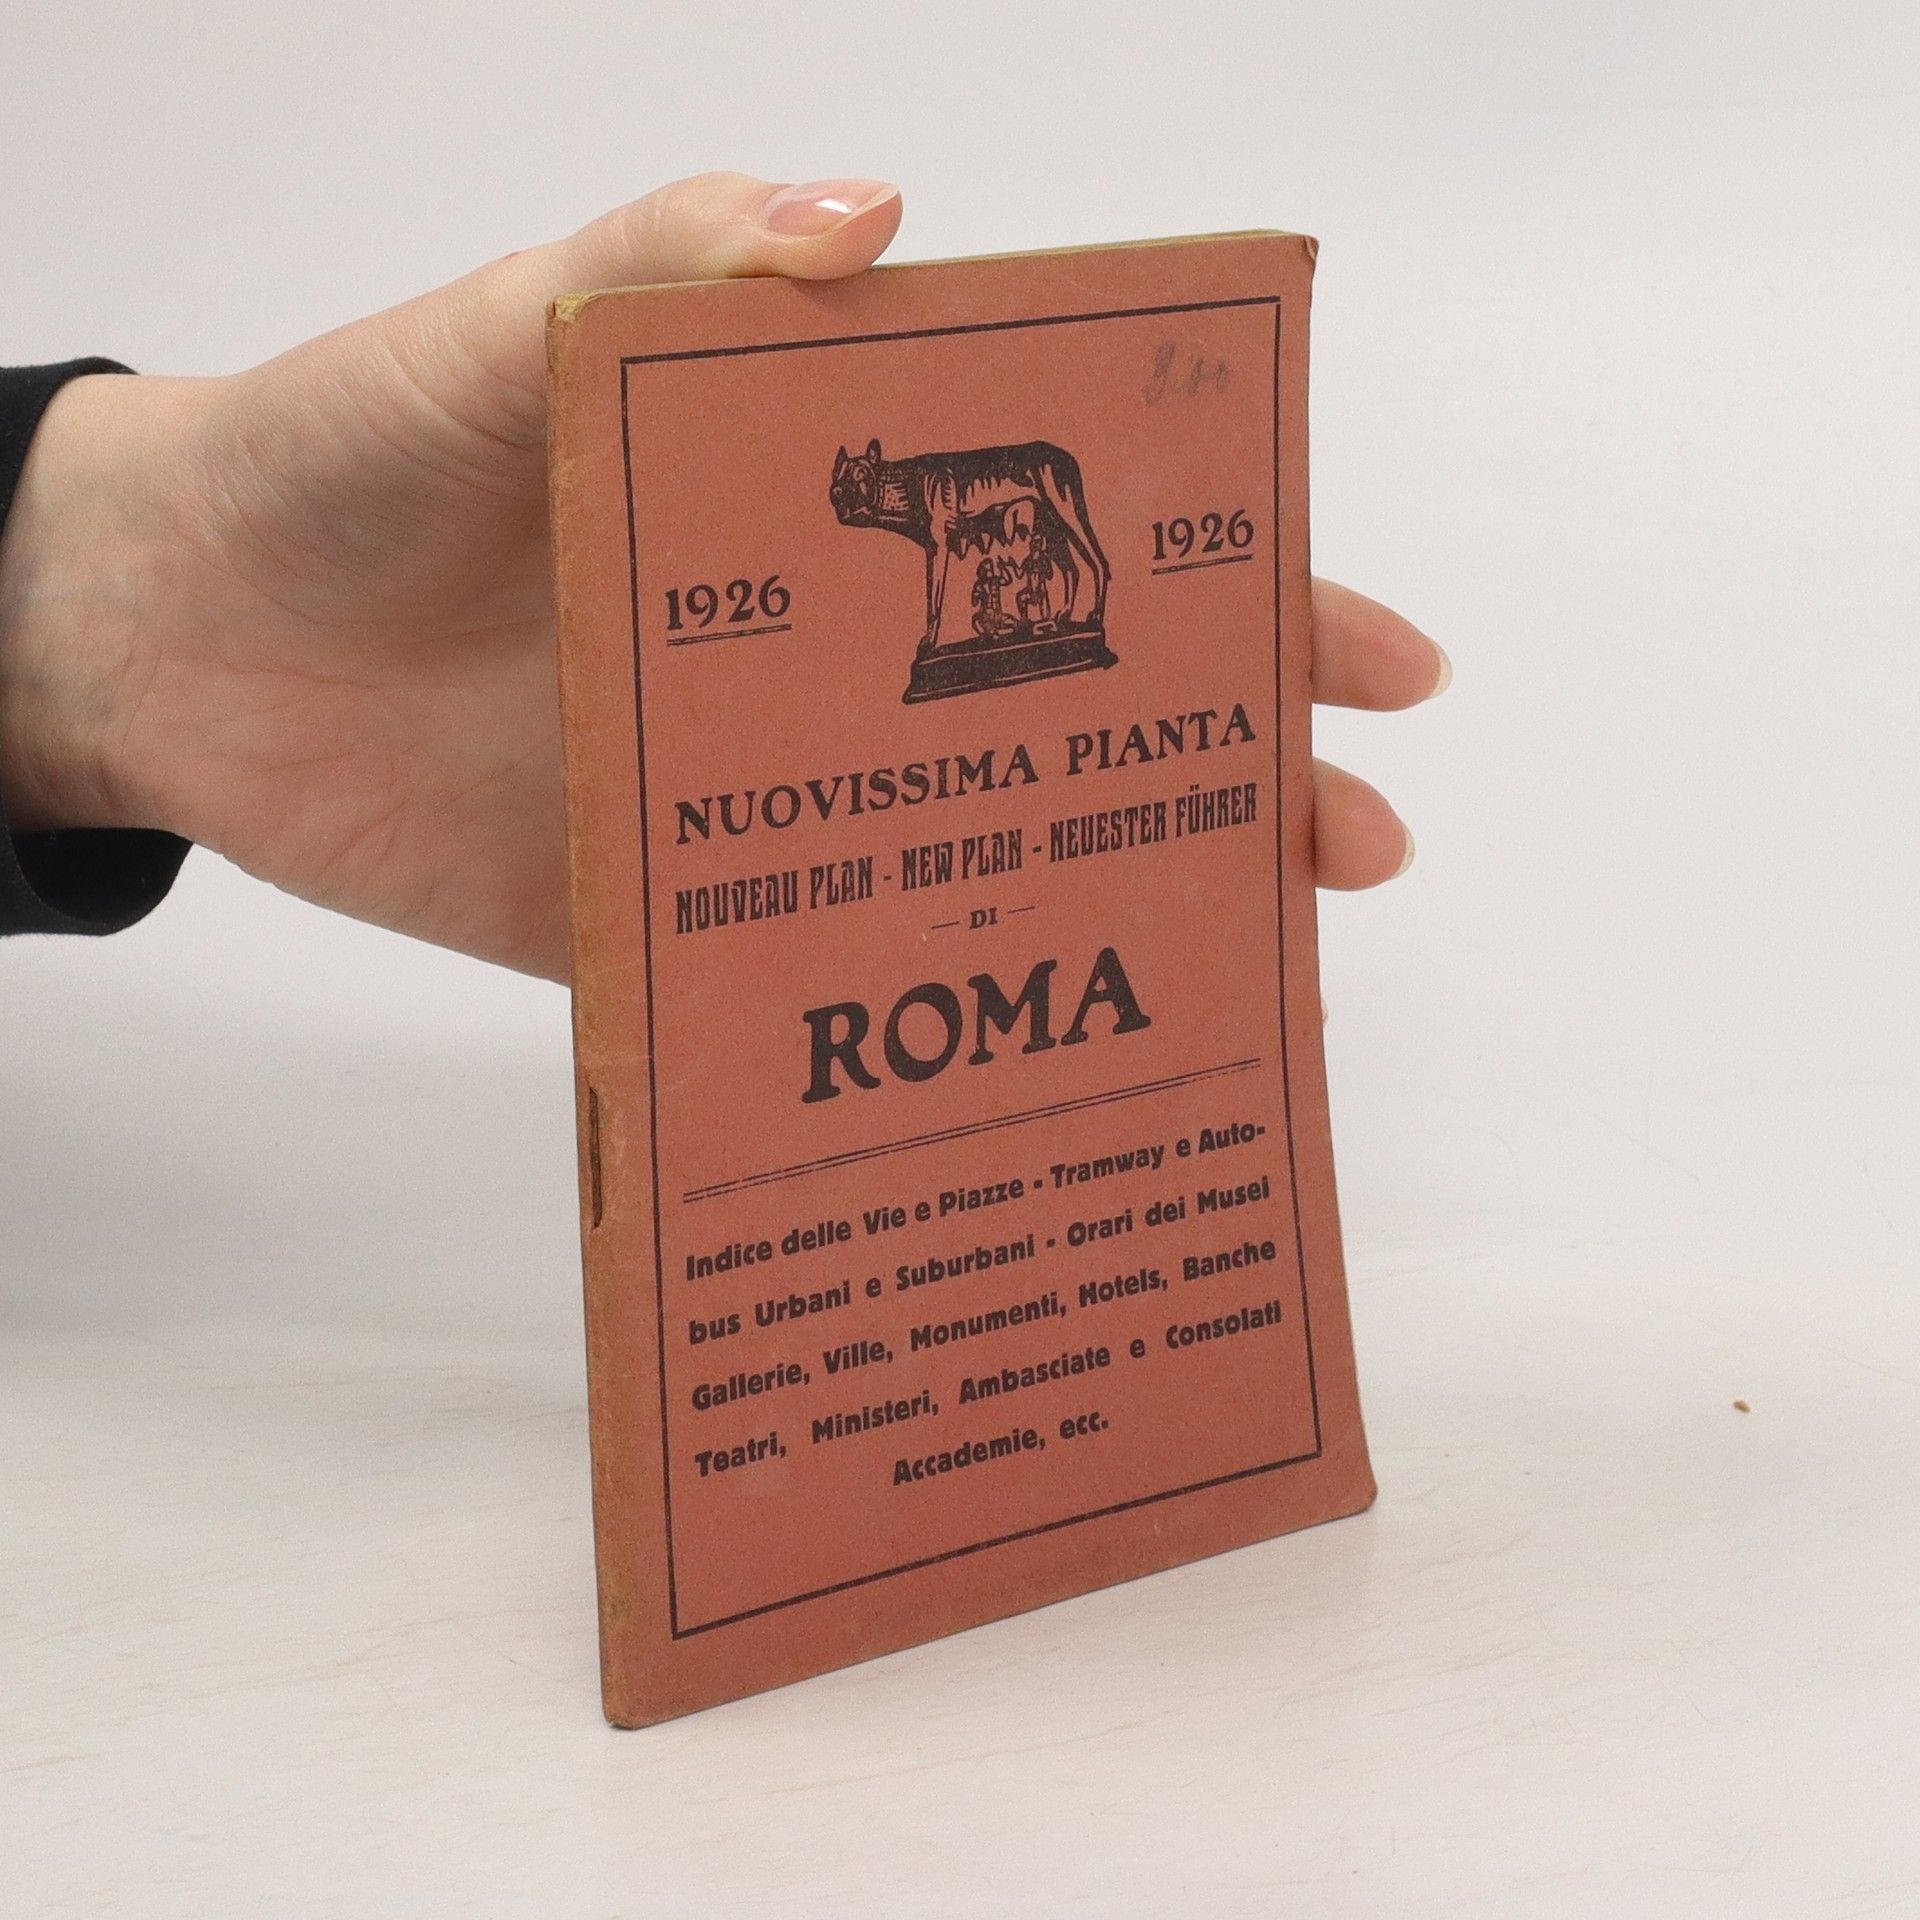 1926
1926
NUOVISSIMA PIANTA
NOUVEAU PLAN - NEW PLAN - NEUESTER FÜHRER
— DI —
ROMA
Indice delle Vie e Piazze - Tramway e Auto-
bus Urbani e Suburbani - Orari dei Musei
Gallerie, Ville, Monumenti, Hotels, Banche
Teatri, Ministeri, Ambasciate e Consolati
Accademie, ecc.